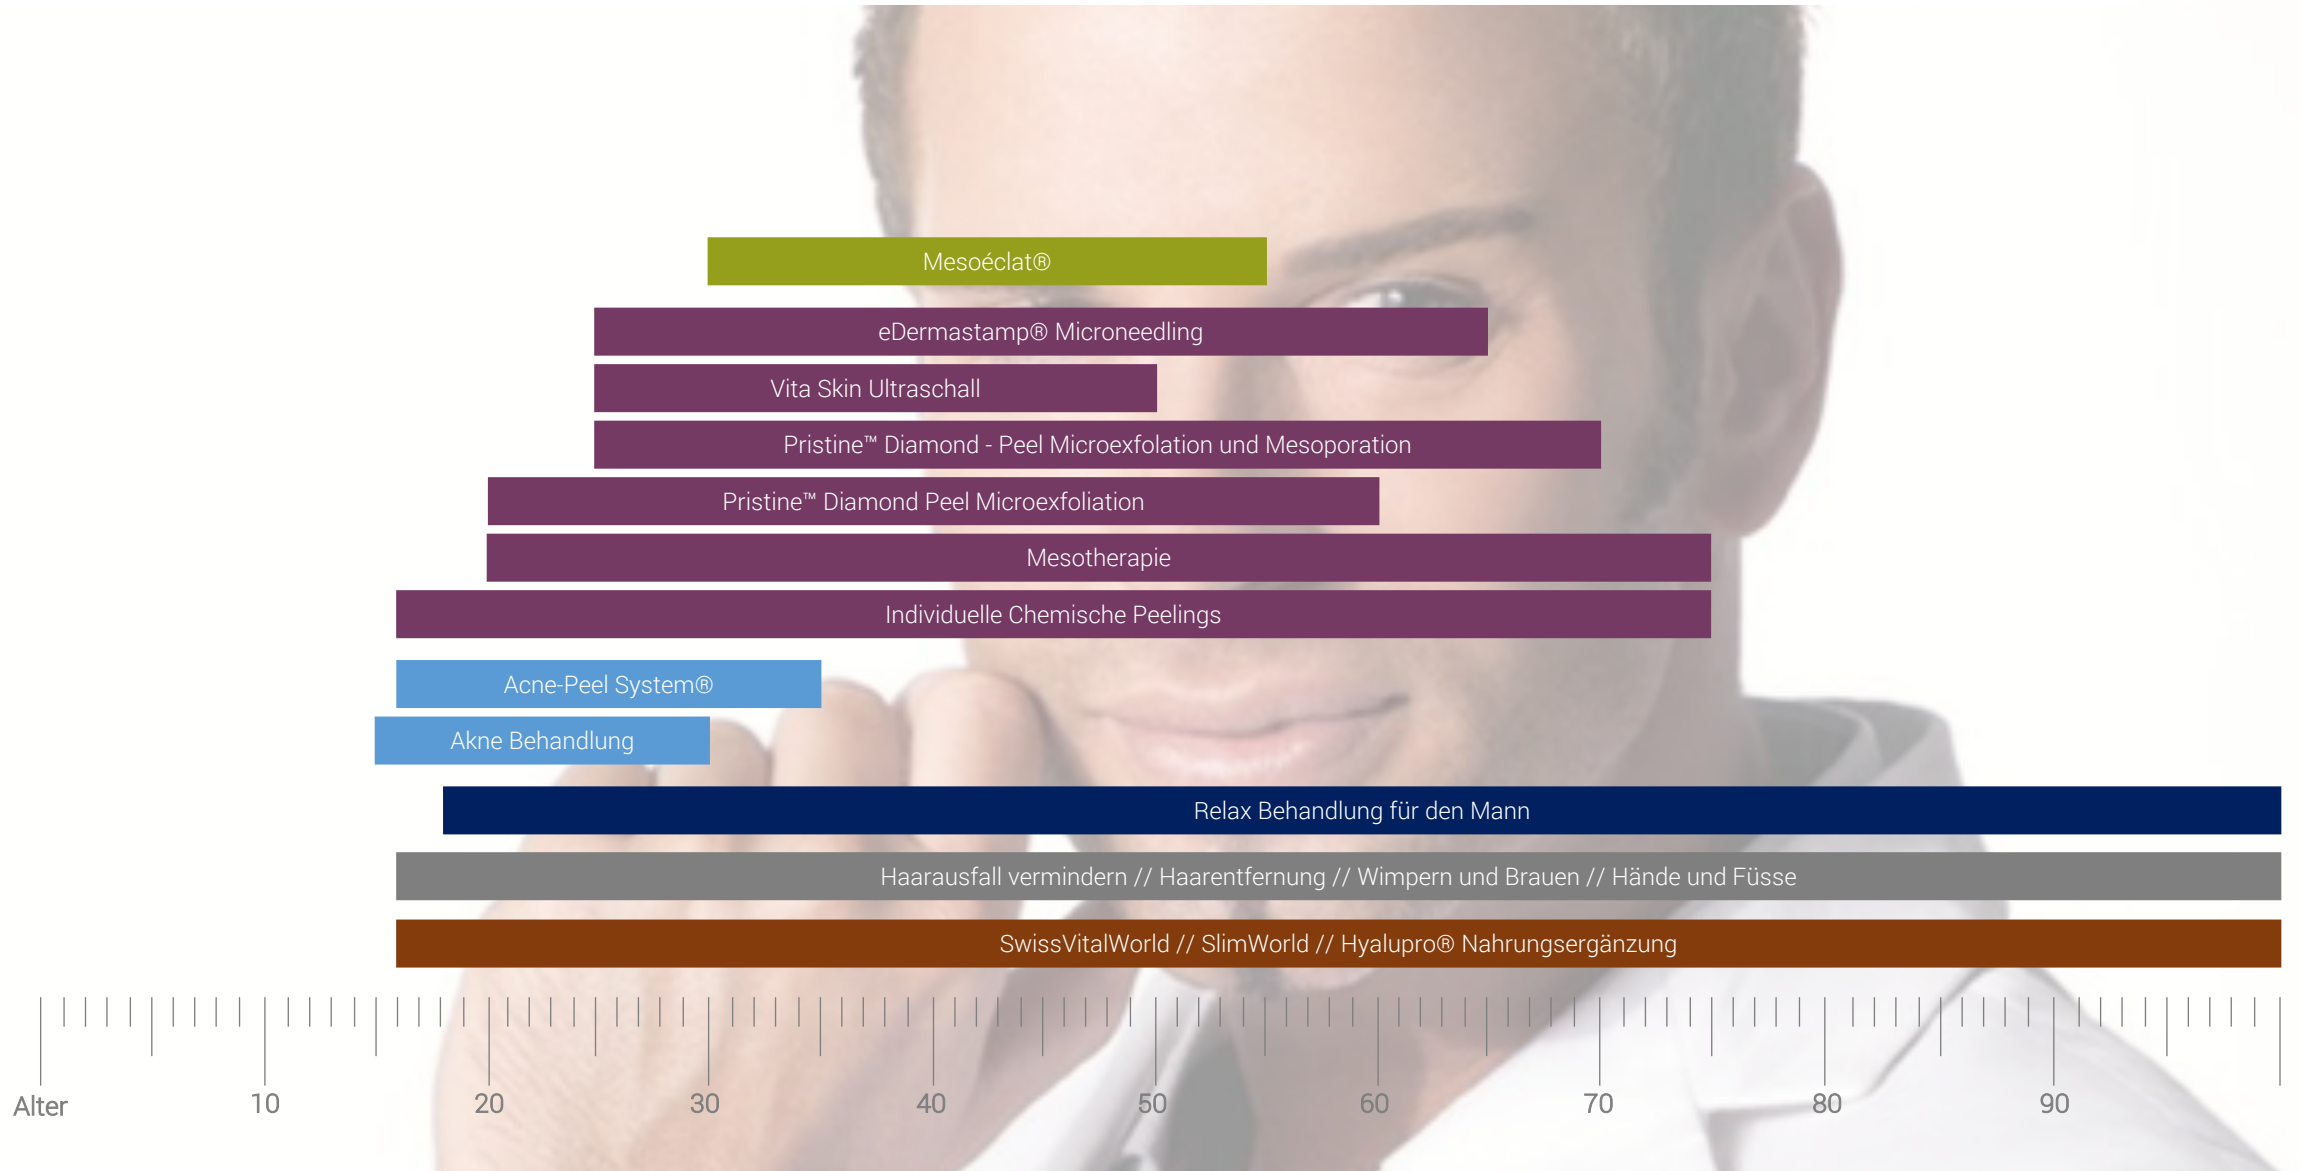 Mesoéclat®
eDermastamp® Microneedling
Vita Skin Ultraschall
Pristine™ Diamond - Peel Microexfolation und Mesoporation
Pristine™ Diamond Peel Microexfoliation
Mesotherapie
Individuelle Chemische Peelings
Acne-Peel System®
Akne Behandlung
Relax Behandlung für den Mann
Haarausfall vermindern // Haarentfernung // Wimpern und Brauen // Hände und Füsse
SwissVitalWorld // SlimWorld // Hyalupro® Nahrungsergänzung
Alter 10 20 30 40 50 60 70 80 90